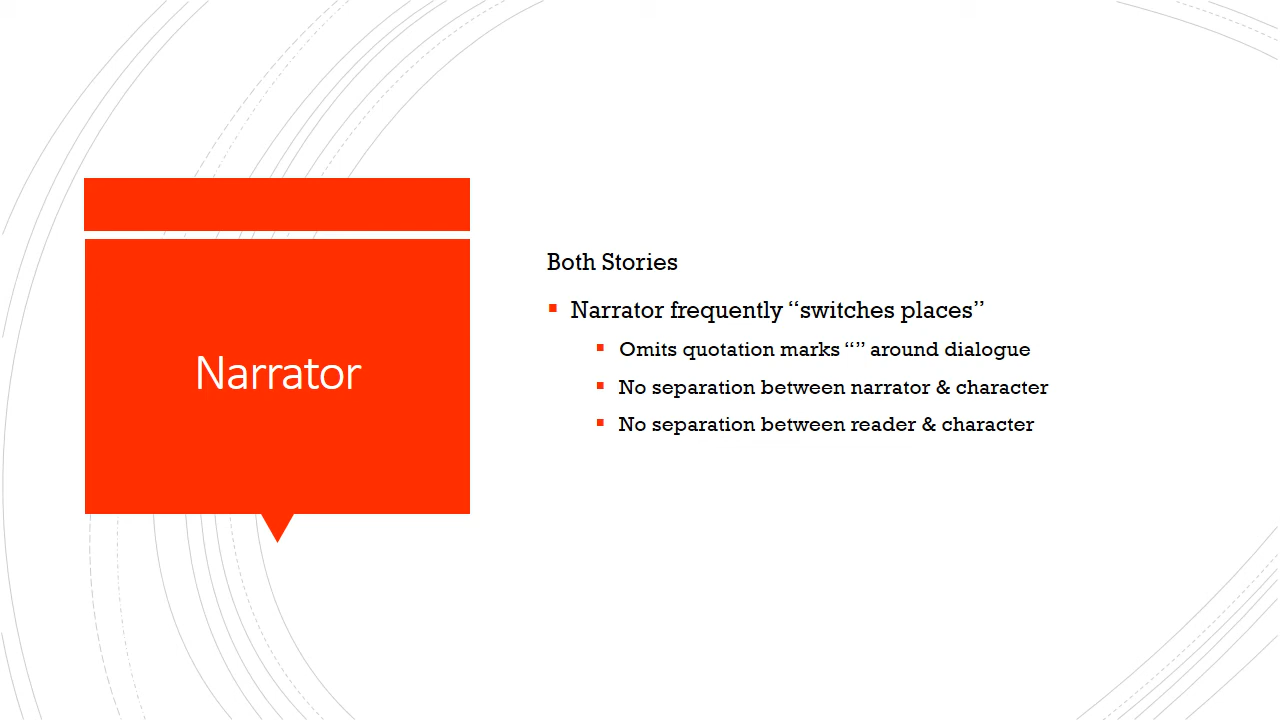 Narrator
Both Stories
Narrator frequently “switches places”
Omits quotation marks “” around dialogue
No separation between narrator & character
No separation between reader & character